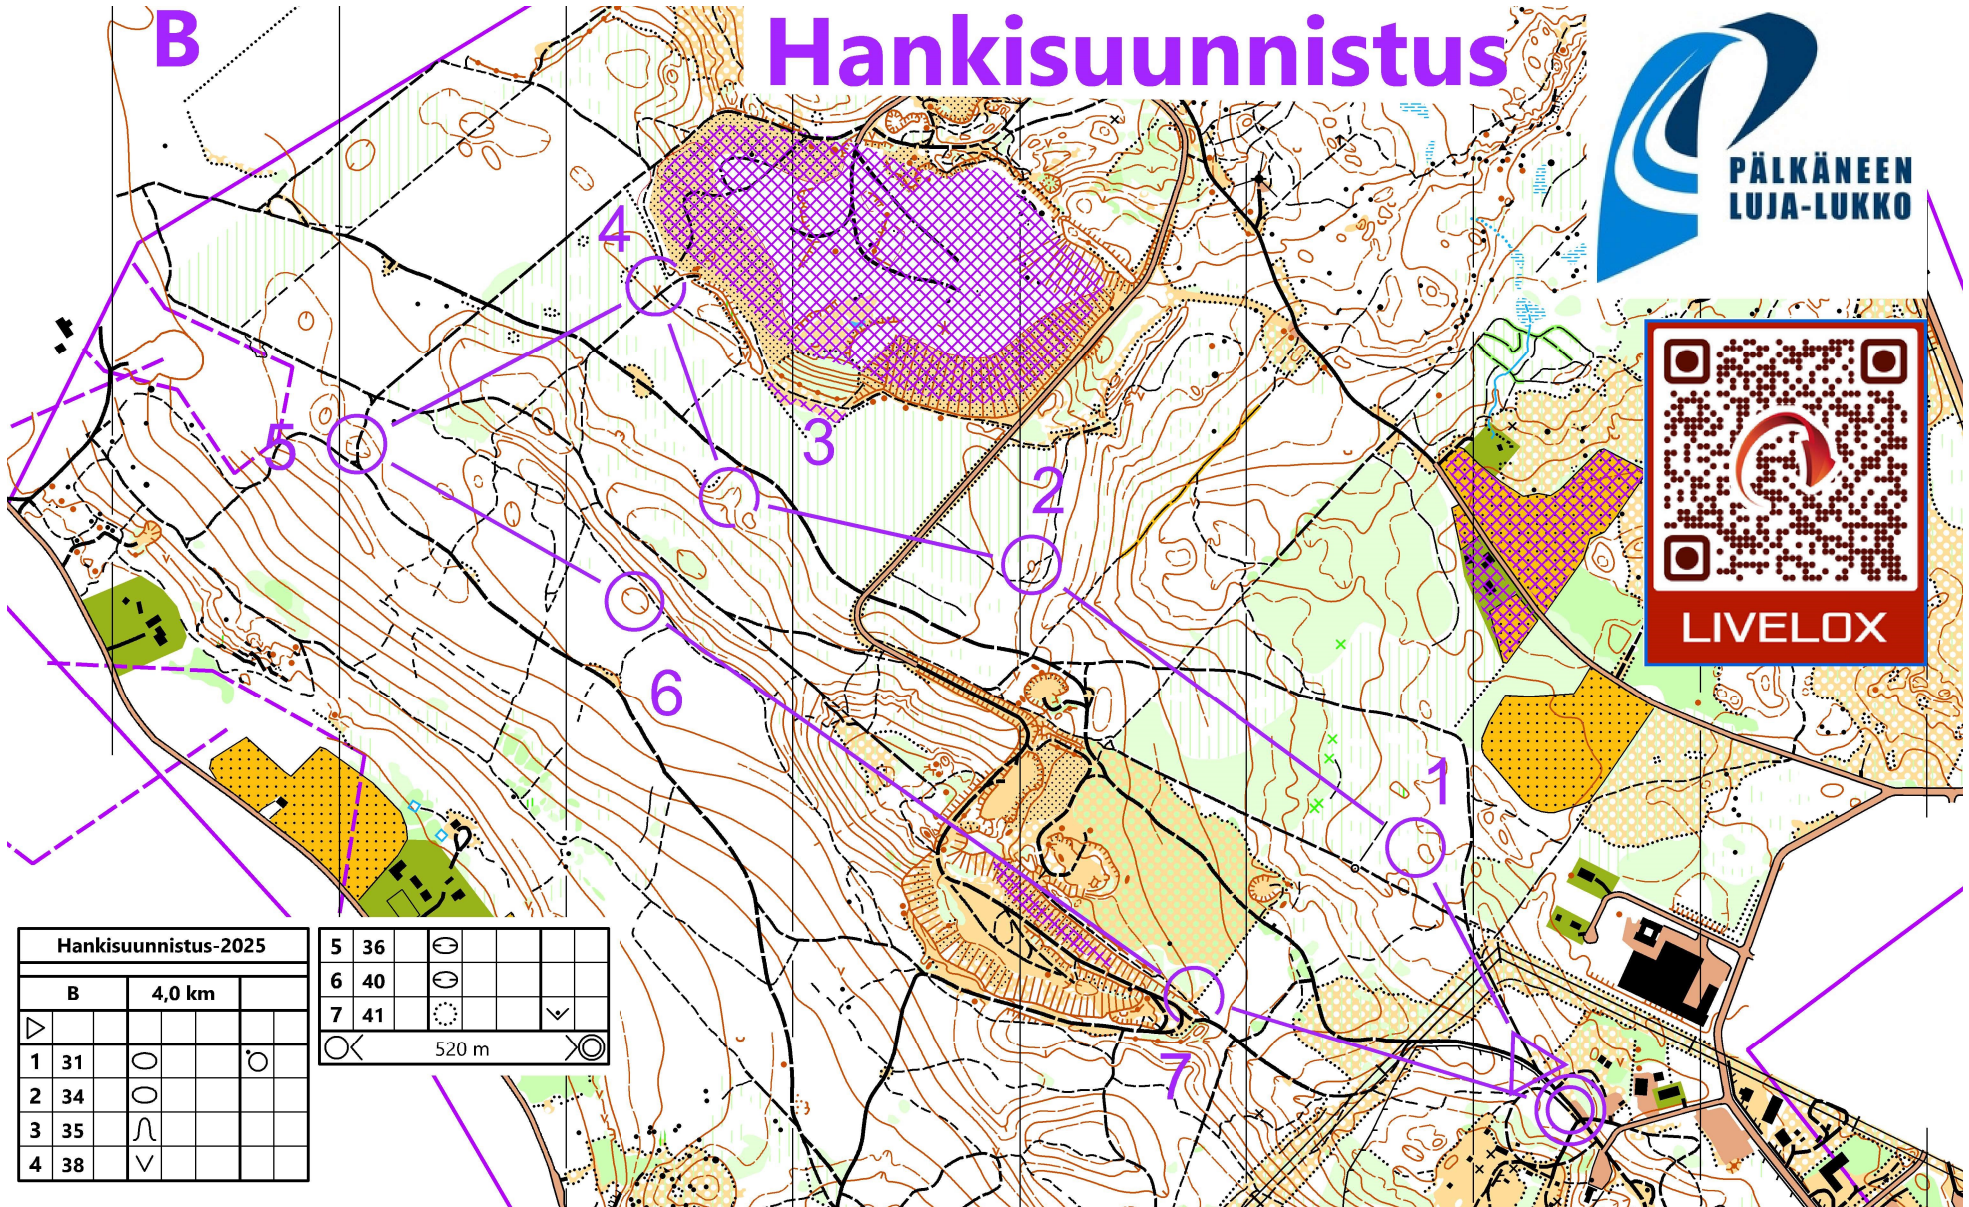 B
Hankisuunnistus
PÄLKÄNEEN
LUJA-LUKKO
4
3
2
5
6
1
7
LIVELOX
Hankisuunnistus-2025
B 4,0 km
1 31
2 34
3 35
4 38
5 36
6 40
7 41
520 m